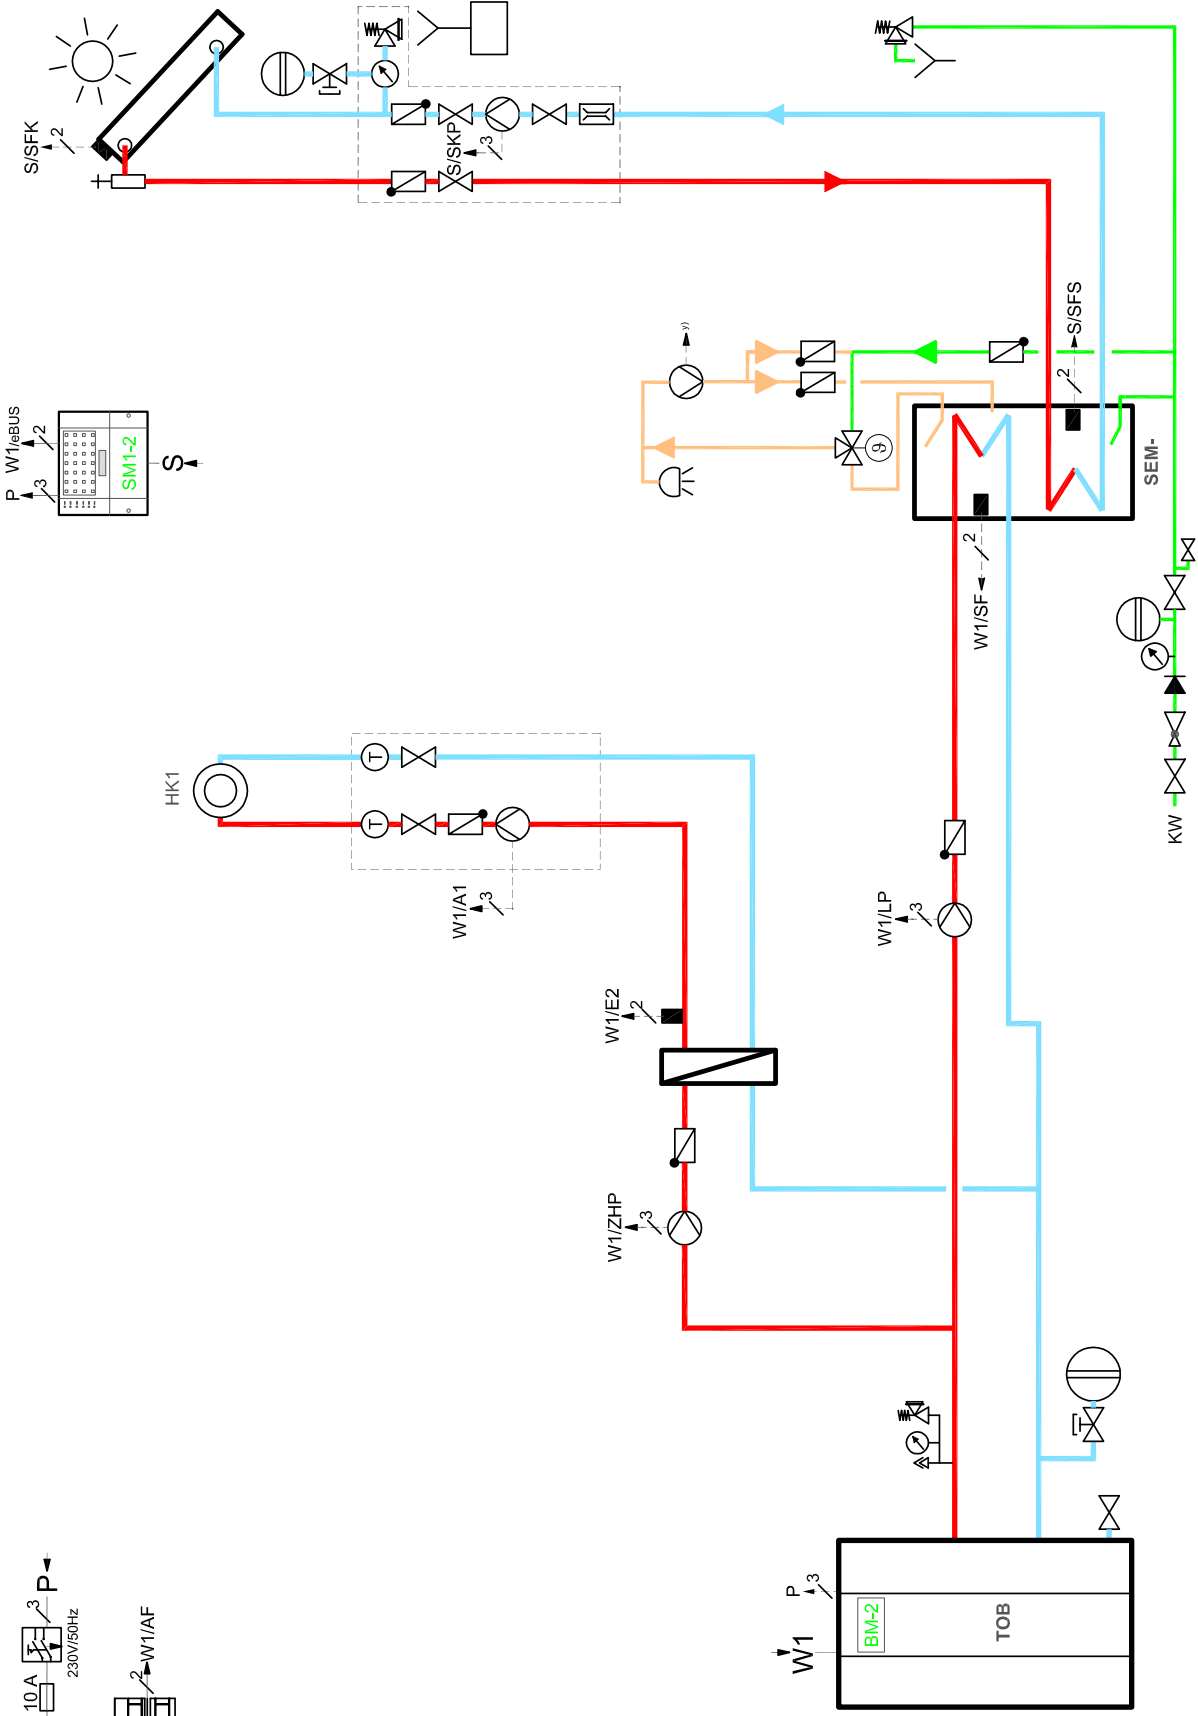 S/SFK
2
S/SKP
3
P
3
W1/eBUS
2
SM1-2
S
y)
ϑ
S/SFS
2
SEM-
W1/SF
2
HK1
T
T
W1/A1
3
KW
W1/LP
3
W1/E2
2
W1/ZHP
3
P
3
W1
BM-2
TOB
P
3
230V/50Hz
10 A
W1/AF
2